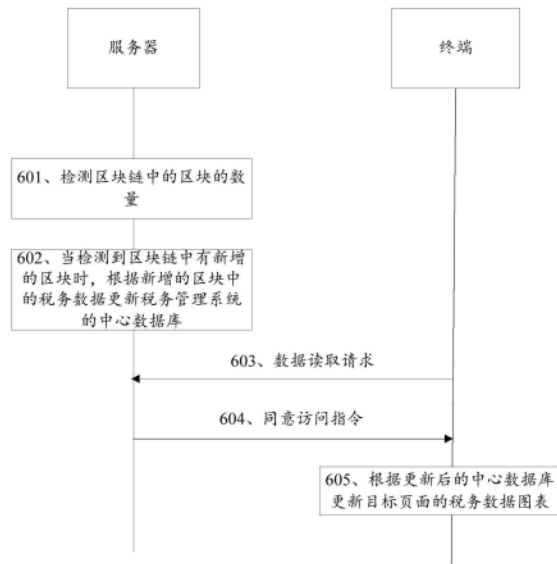 服务器
终端
601、检测区块链中的区块的数
量
602、当检测到区块链中有新增
的区块时，根据新增的区块中
的税务数据更新税务管理系统
的中心数据库
603、数据读取请求
604、同意访问指令
605、根据更新后的中心数据库
更新目标页面的税务数据图表